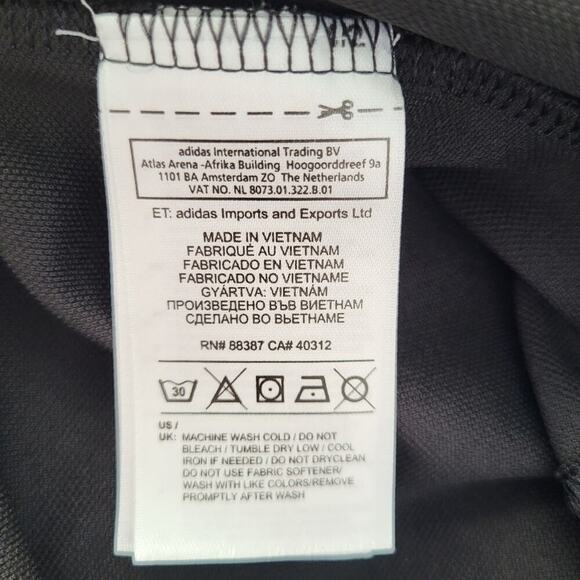 adidas International Trading BV
Atlas Arena -Afrika Building Hoogoorddreef 9a
1101 BA Amsterdam ZO The Netherlands
VAT NO. NL 8073.01.322.B.01
ET: adidas Imports and Exports Ltd
MADE IN VIETNAM
FABRIQUÉ AU VIETNAM
FABRICADO EN VIETNAM
FABRICADO NO VIETNAME
GYÁRTVA: VIETNÁM
ПРОИЗВЕДЕНО ВЪВ ВИЕТНАМ
СДЕЛАНО ВО ВЬЕТНАМЕ
RN# 88387 CA# 40312
30
US /
UK: MACHINE WASH COLD / DO NOT
BLEACH / TUMBLE DRY LOW / COOL
IRON IF NEEDED / DO NOT DRYCLEAN
DO NOT USE FABRIC SOFTENER/
WASH WITH LIKE COLORS/REMOVE
PROMPTLY AFTER WASH